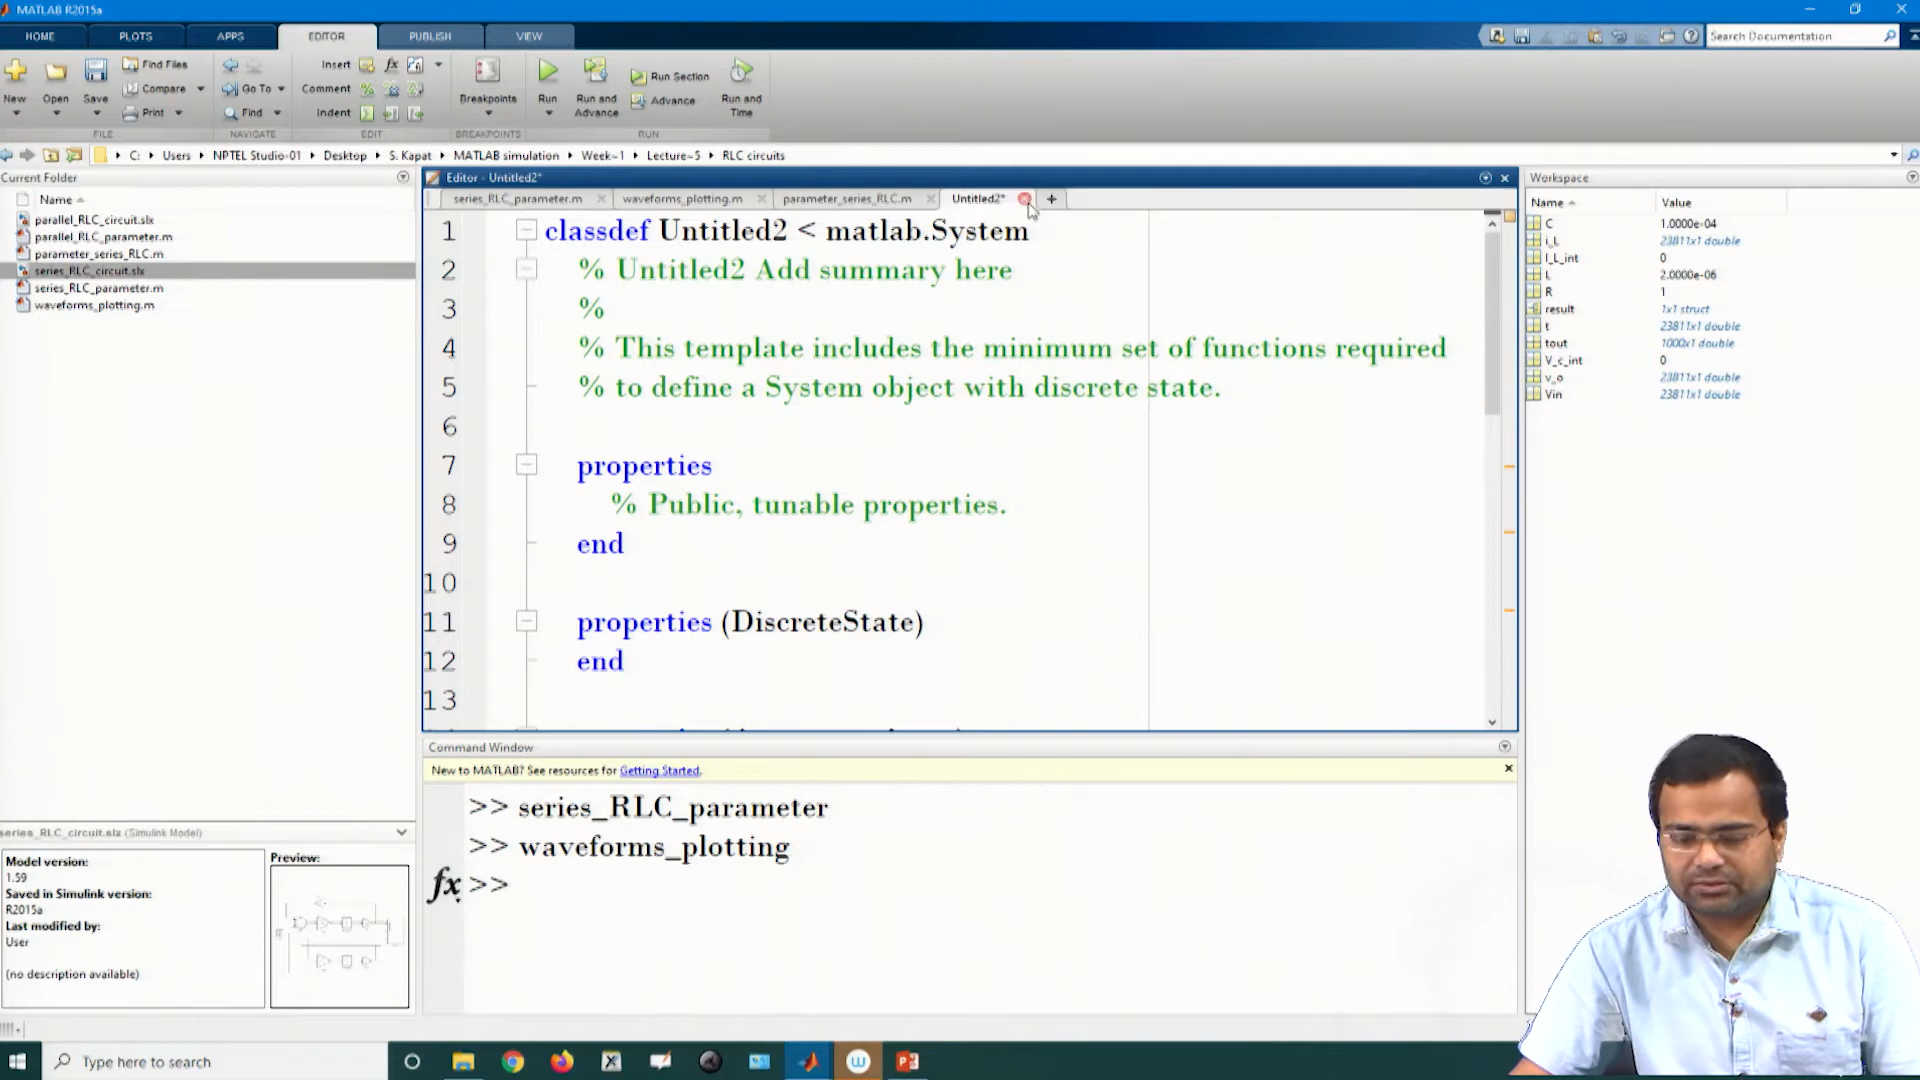 MATLAB R2015a
HOME PLOTS APPS EDITOR PUBLISH VIEW
Search Documentation
New Open Save Find Files Compare Print
Go To Find
Insert fx
Comment %
Indent
Breakpoints Run Run and Advance Run Section Advance Run and Time
FILE NAVIGATE EDIT BREAKPOINTS RUN
C: Users NPTEL Studio-01 Desktop S. Kapat MATLAB simulation Week~1 Lecture~5 RLC circuits
Current Folder
Name
parallel_RLC_circuit.slx
parallel_RLC_parameter.m
parameter_series_RLC.m
series_RLC_circuit.slx
series_RLC_parameter.m
waveforms_plotting.m
series_RLC_circuit.slx (Simulink Model)
Model version:
1.59
Saved in Simulink version:
R2015a
Last modified by:
User
(no description available)
Preview:
Editor - Untitled2*
series_RLC_parameter.m waveforms_plotting.m parameter_series_RLC.m Untitled2*
1 classdef Untitled2 < matlab.System
2 % Untitled2 Add summary here
3 %
4 % This template includes the minimum set of functions required
5 % to define a System object with discrete state.
6
7 properties
8 % Public, tunable properties.
9 end
10
11 properties (DiscreteState)
12 end
13
Command Window
New to MATLAB? See resources for Getting Started.
>> series_RLC_parameter
>> waveforms_plotting
fx >>
Workspace
Name Value
C 1.0000e-04
i_L 23811x1 double
I_L_int 0
L 2.0000e-06
R 1
result 1x1 struct
t 23811x1 double
tout 1000x1 double
V_c_int 0
v_o 23811x1 double
Vin 23811x1 double
Type here to search